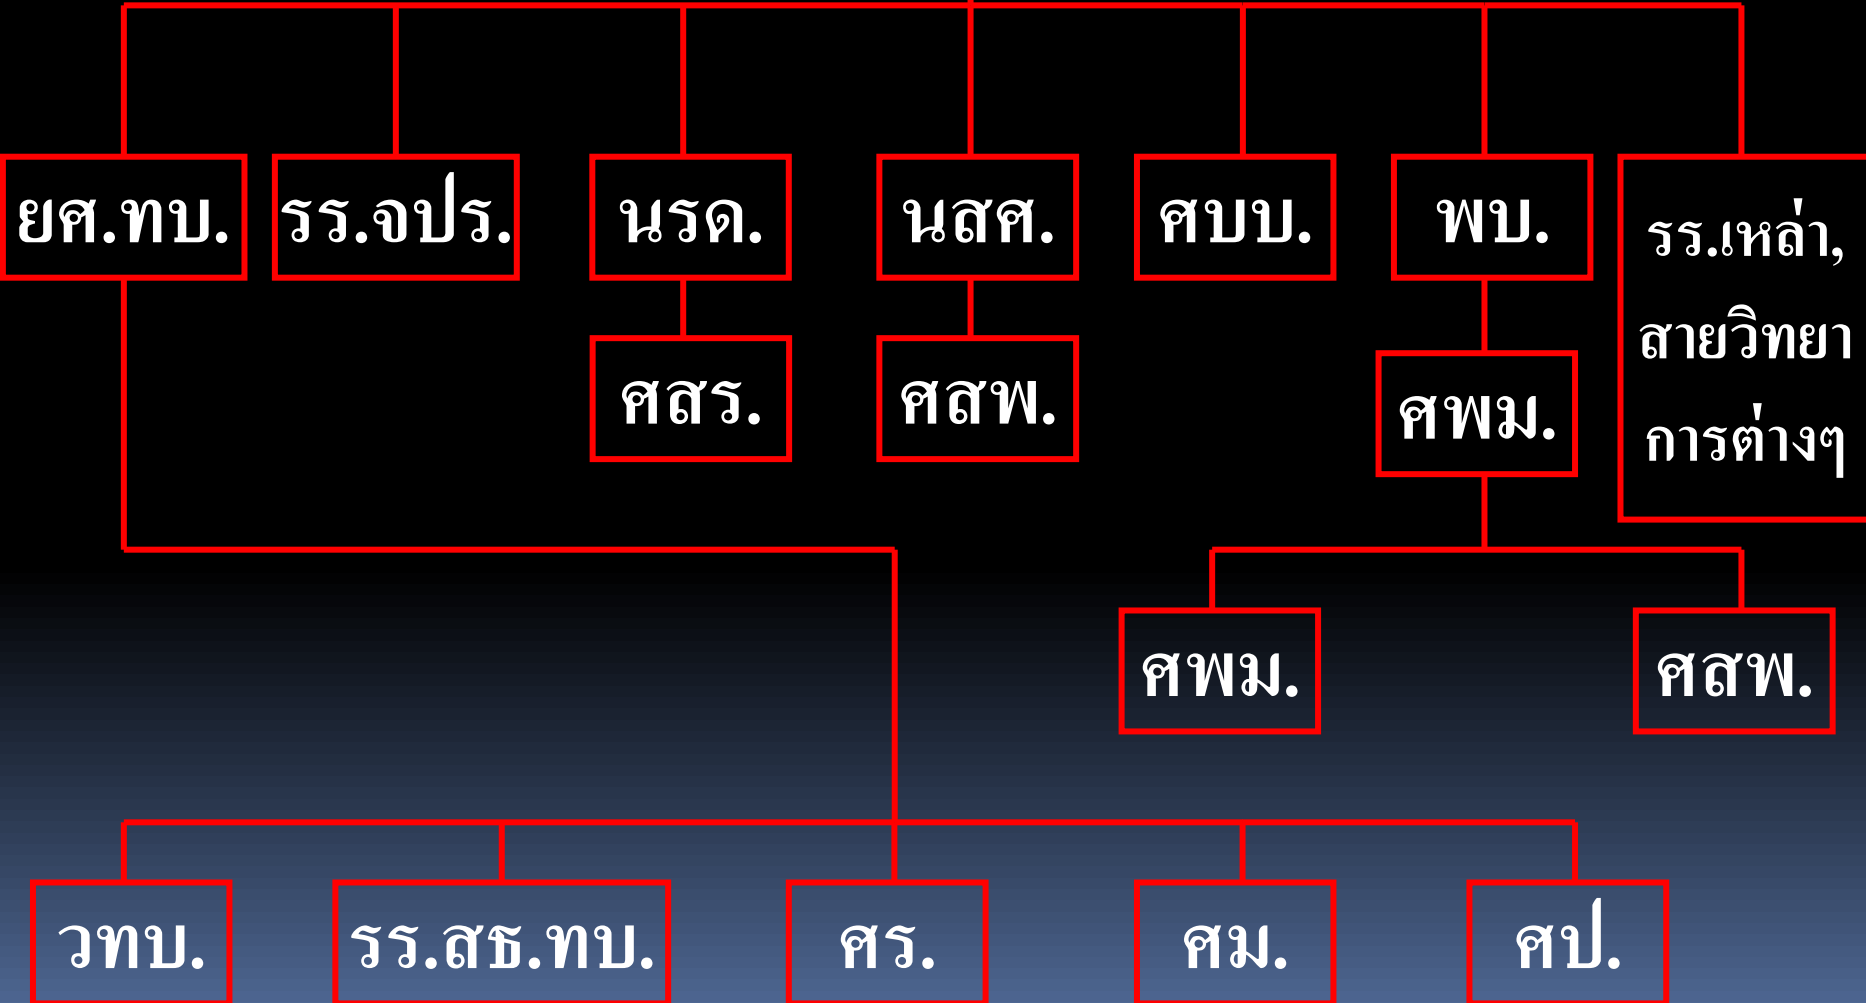 ยศ.ทบ.
รร.จปร.
นรด.
นสศ.
ศบบ.
พบ.
รร.เหล่า,
สายวิทยา
การต่างๆ
ศสร.
ศสพ.
ศพม.
ศพม.
ศสพ.
วทบ.
รร.สธ.ทบ.
ศร.
ศม.
ศป.